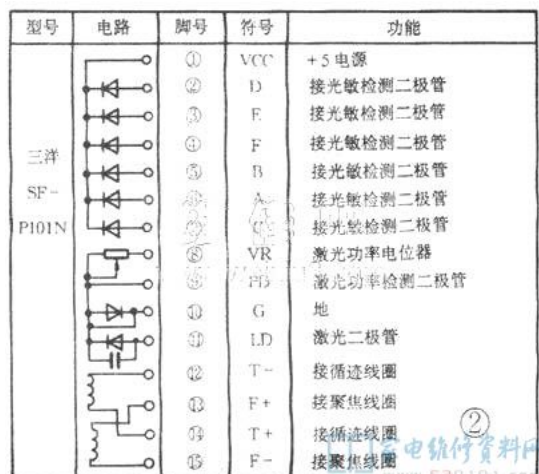 型号 电路 脚号 符号 功能
三洋
SF-
P101N
① VCC +5电源
② D 接光敏检测二极管
③ E 接光敏检测二极管
④ F 接光敏检测二极管
⑤ B 接光敏检测二极管
A 接光敏检测二极管
接光敏检测二极管
⑧ VR 激光功率电位器
PD 激光功率检测二极管
⑩ G 地
⑪ LD 激光二极管
⑫ T- 接循迹线圈
⑬ F+ 接聚焦线圈
⑭ T+ 接循迹线圈
⑮ F- 接聚焦线圈
②
家电维修资料网